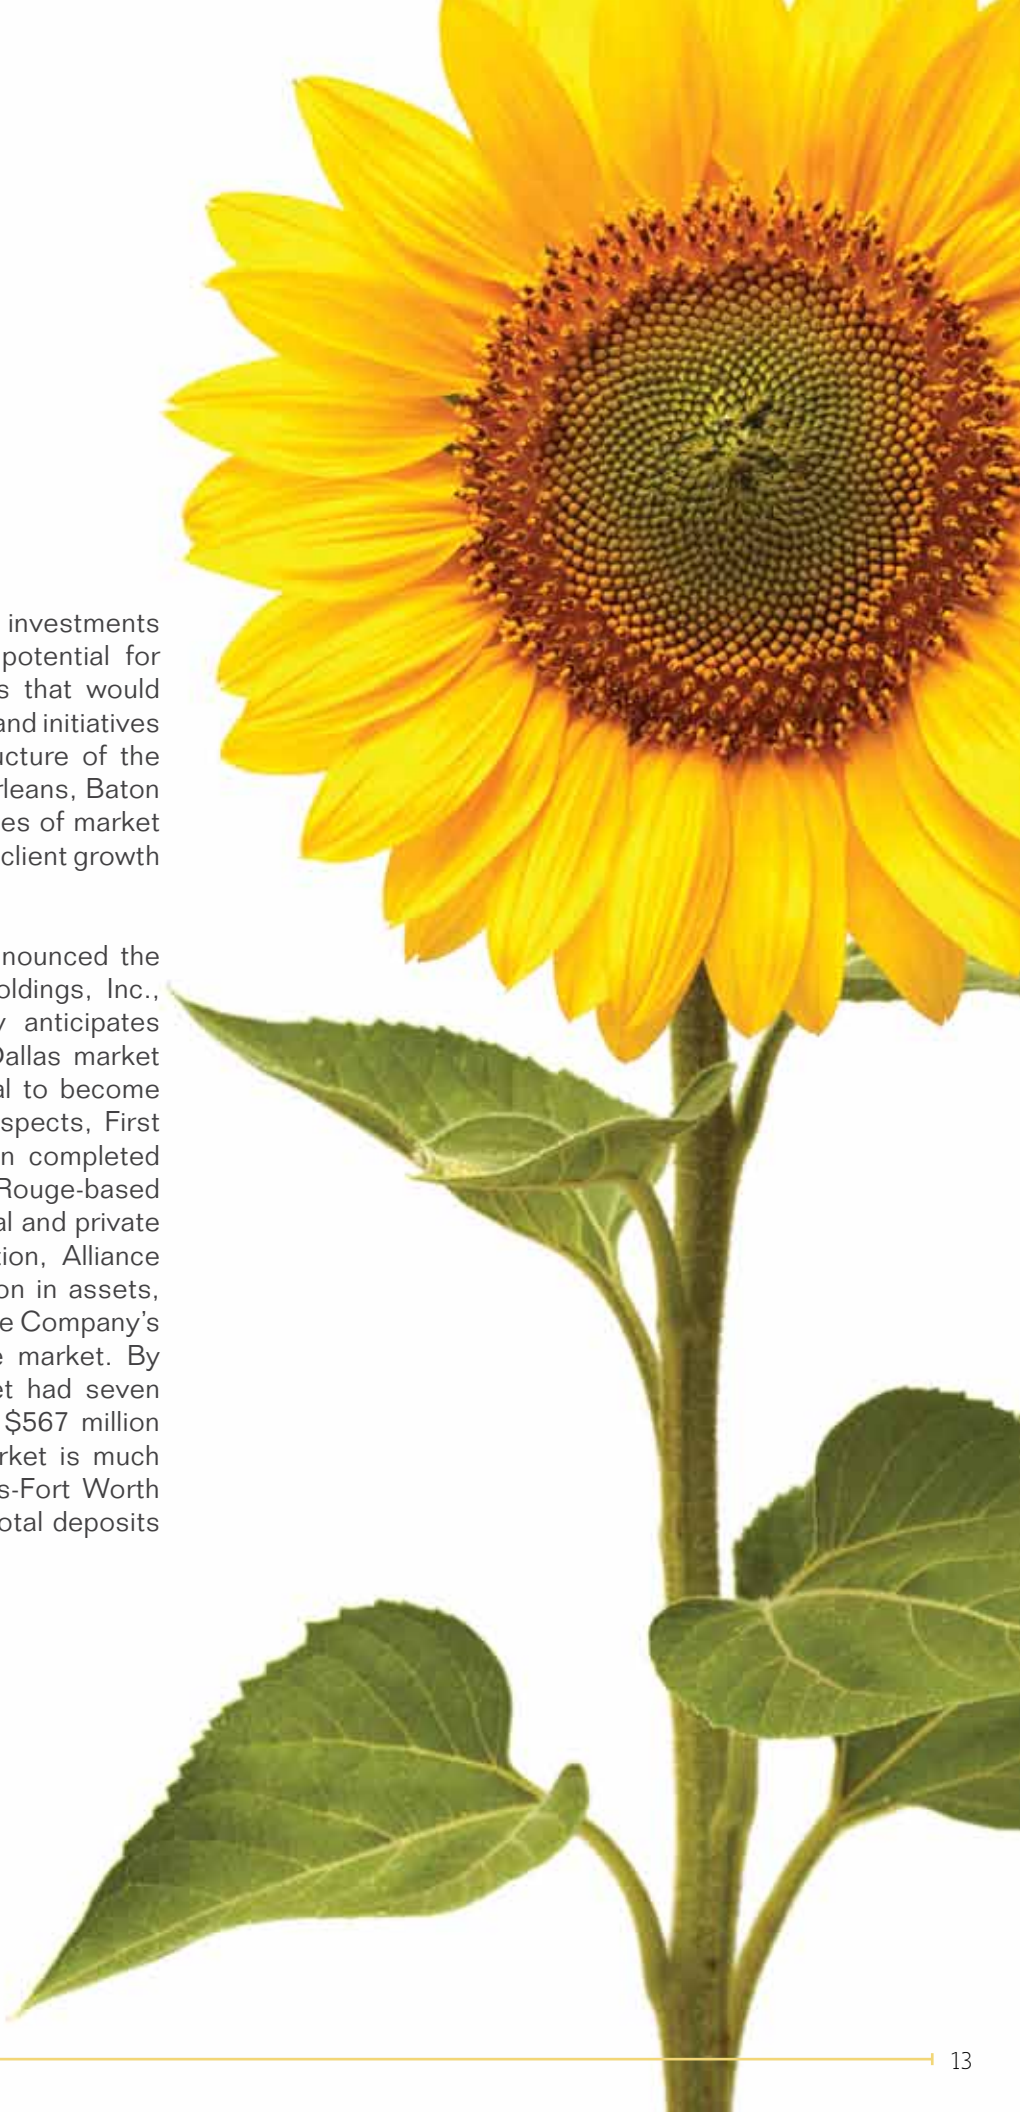 investments
potential for
s that would
and initiatives
ucture of the
rleans, Baton
es of market
client growth
nounced the
oldings, Inc.,
y anticipates
Dallas market
al to become
spects, First
n completed
Rouge-based
al and private
tion, Alliance
on in assets,
e Company's
e market. By
et had seven
$567 million
rket is much
s-Fort Worth
otal deposits
13